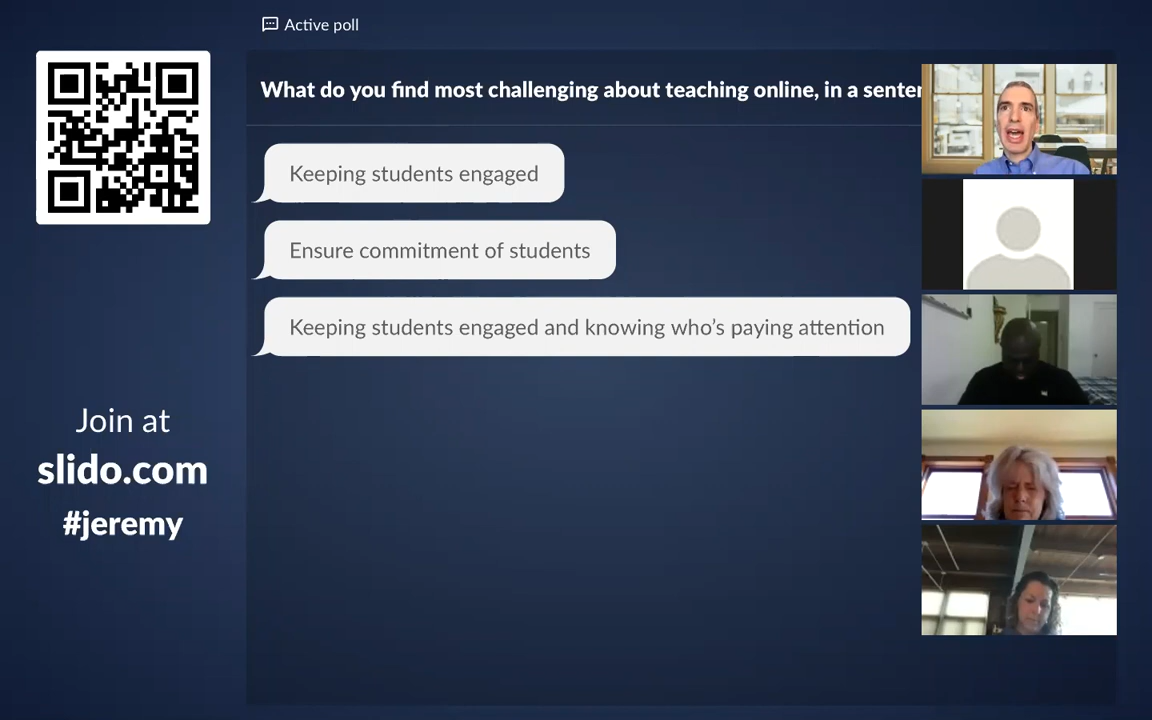 Active poll
What do you find most challenging about teaching online, in a senten
Keeping students engaged
Ensure commitment of students
Keeping students engaged and knowing who's paying attention
Join at
slido.com
#jeremy